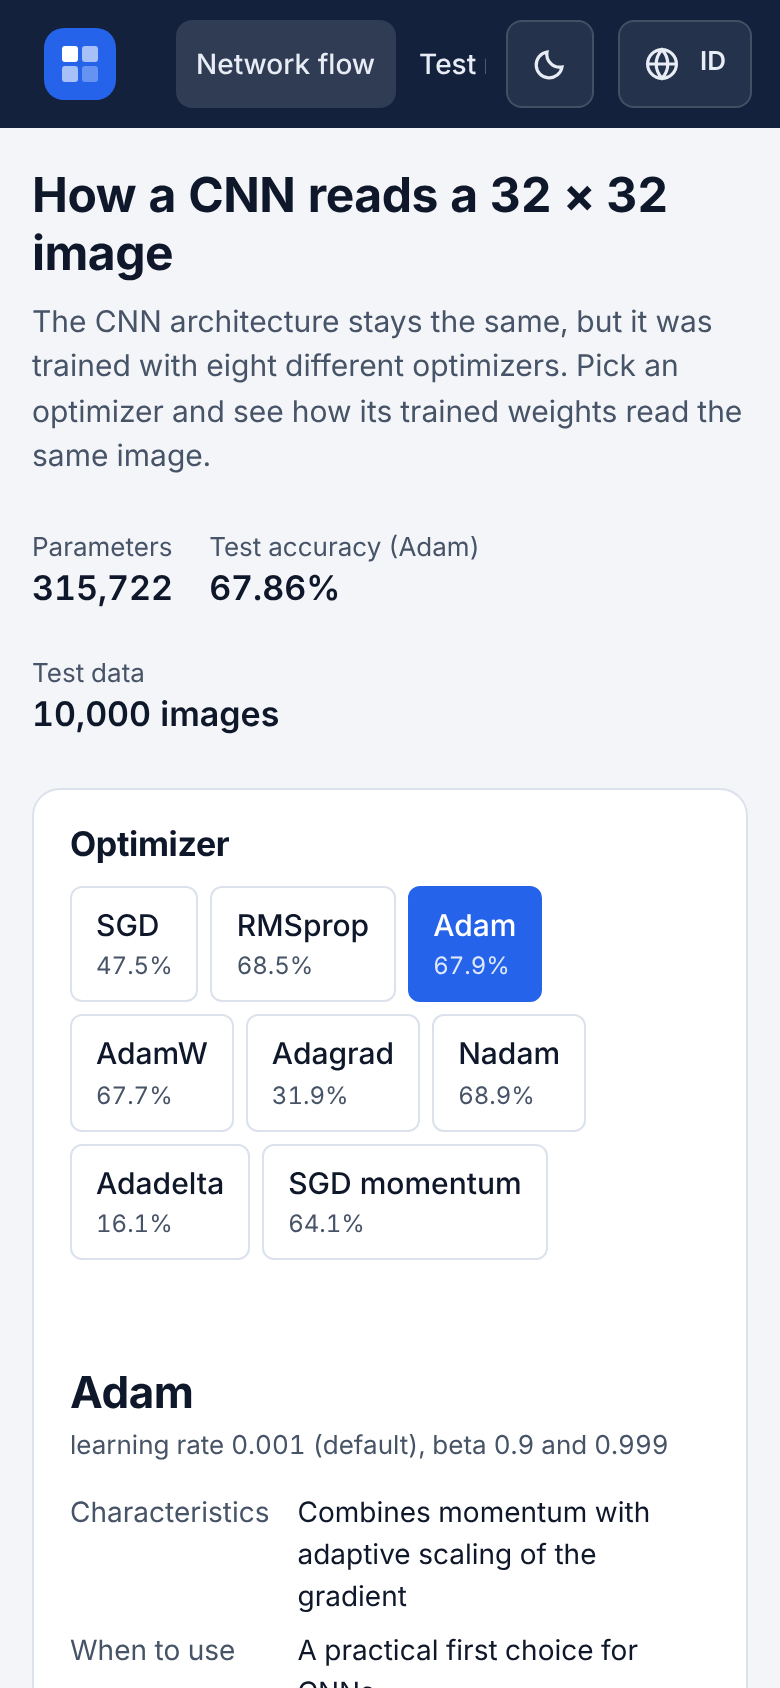 Network flow
Test
ID
How a CNN reads a 32 × 32
image
The CNN architecture stays the same, but it was
trained with eight different optimizers. Pick an
optimizer and see how its trained weights read the
same image.
Parameters
315,722
Test accuracy (Adam)
67.86%
Test data
10,000 images
Optimizer
SGD
47.5%
RMSprop
68.5%
Adam
67.9%
AdamW
67.7%
Adagrad
31.9%
Nadam
68.9%
Adadelta
16.1%
SGD momentum
64.1%
Adam
learning rate 0.001 (default), beta 0.9 and 0.999
Characteristics
Combines momentum with
adaptive scaling of the
gradient
When to use
A practical first choice for